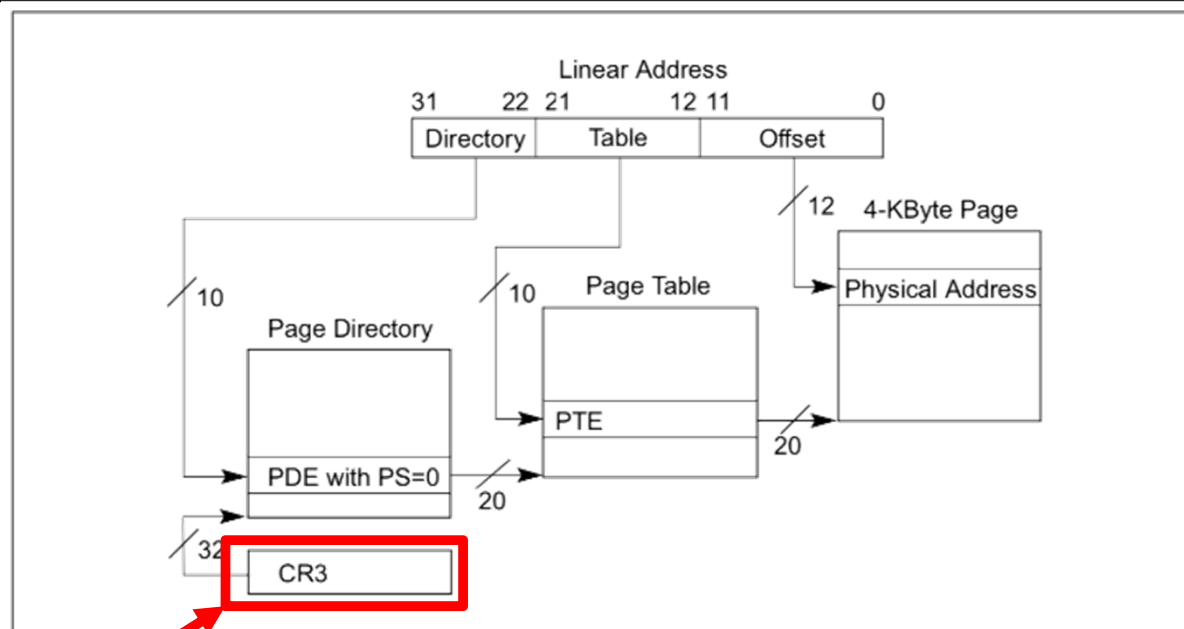 Linear Address
31 22 21 12 11 0
Directory Table Offset
12
4-KByte Page
10
10
Page Table
Physical Address
Page Directory
PTE
20
PDE with PS=0
20
32
CR3